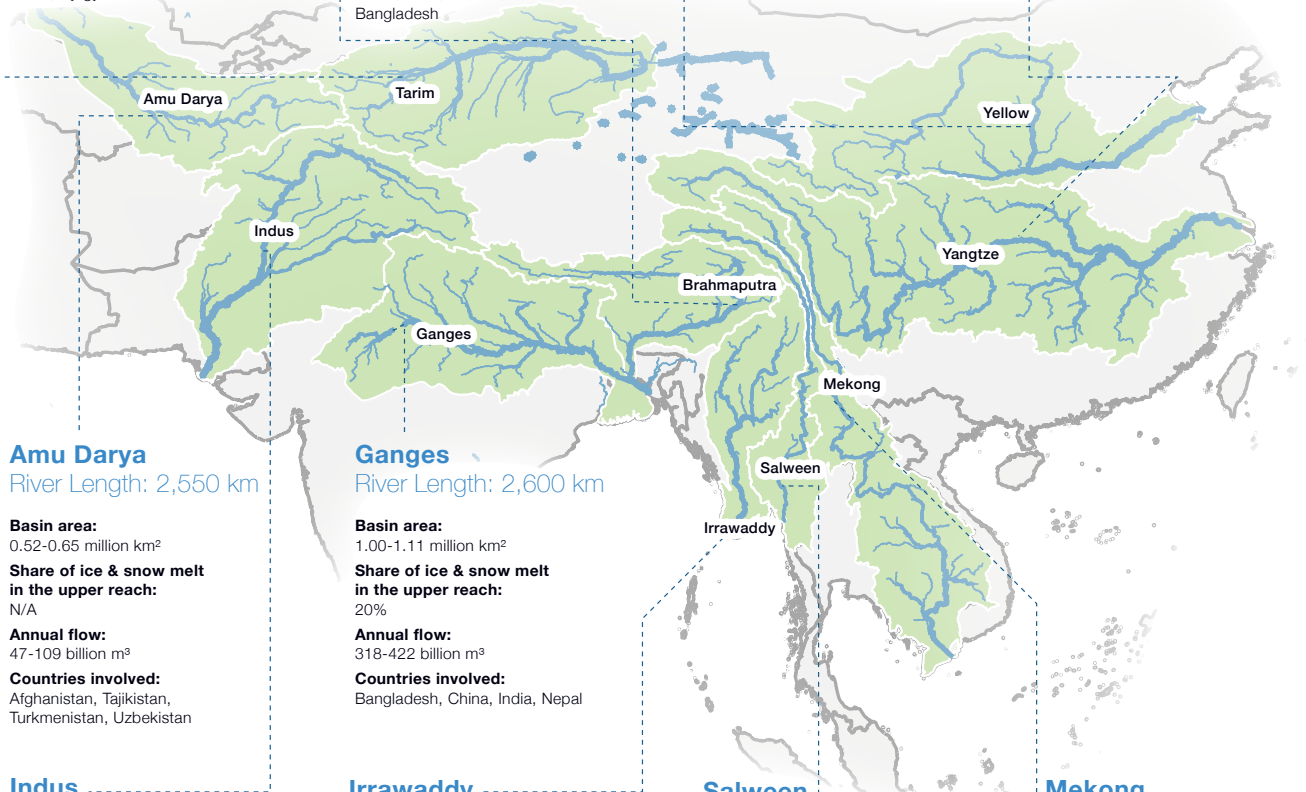 Bangladesh
Amu Darya
Tarim
Yellow
Indus
Yangtze
Brahmaputra
Ganges
Mekong
Salween
Irrawaddy
Amu Darya
River Length: 2,550 km
Basin area:
0.52-0.65 million km²
Share of ice & snow melt
in the upper reach:
N/A
Annual flow:
47-109 billion m³
Countries involved:
Afghanistan, Tajikistan,
Turkmenistan, Uzbekistan
Ganges
River Length: 2,600 km
Basin area:
1.00-1.11 million km²
Share of ice & snow melt
in the upper reach:
20%
Annual flow:
318-422 billion m³
Countries involved:
Bangladesh, China, India, Nepal
Indus
Irrawaddy
Salween
Mekong